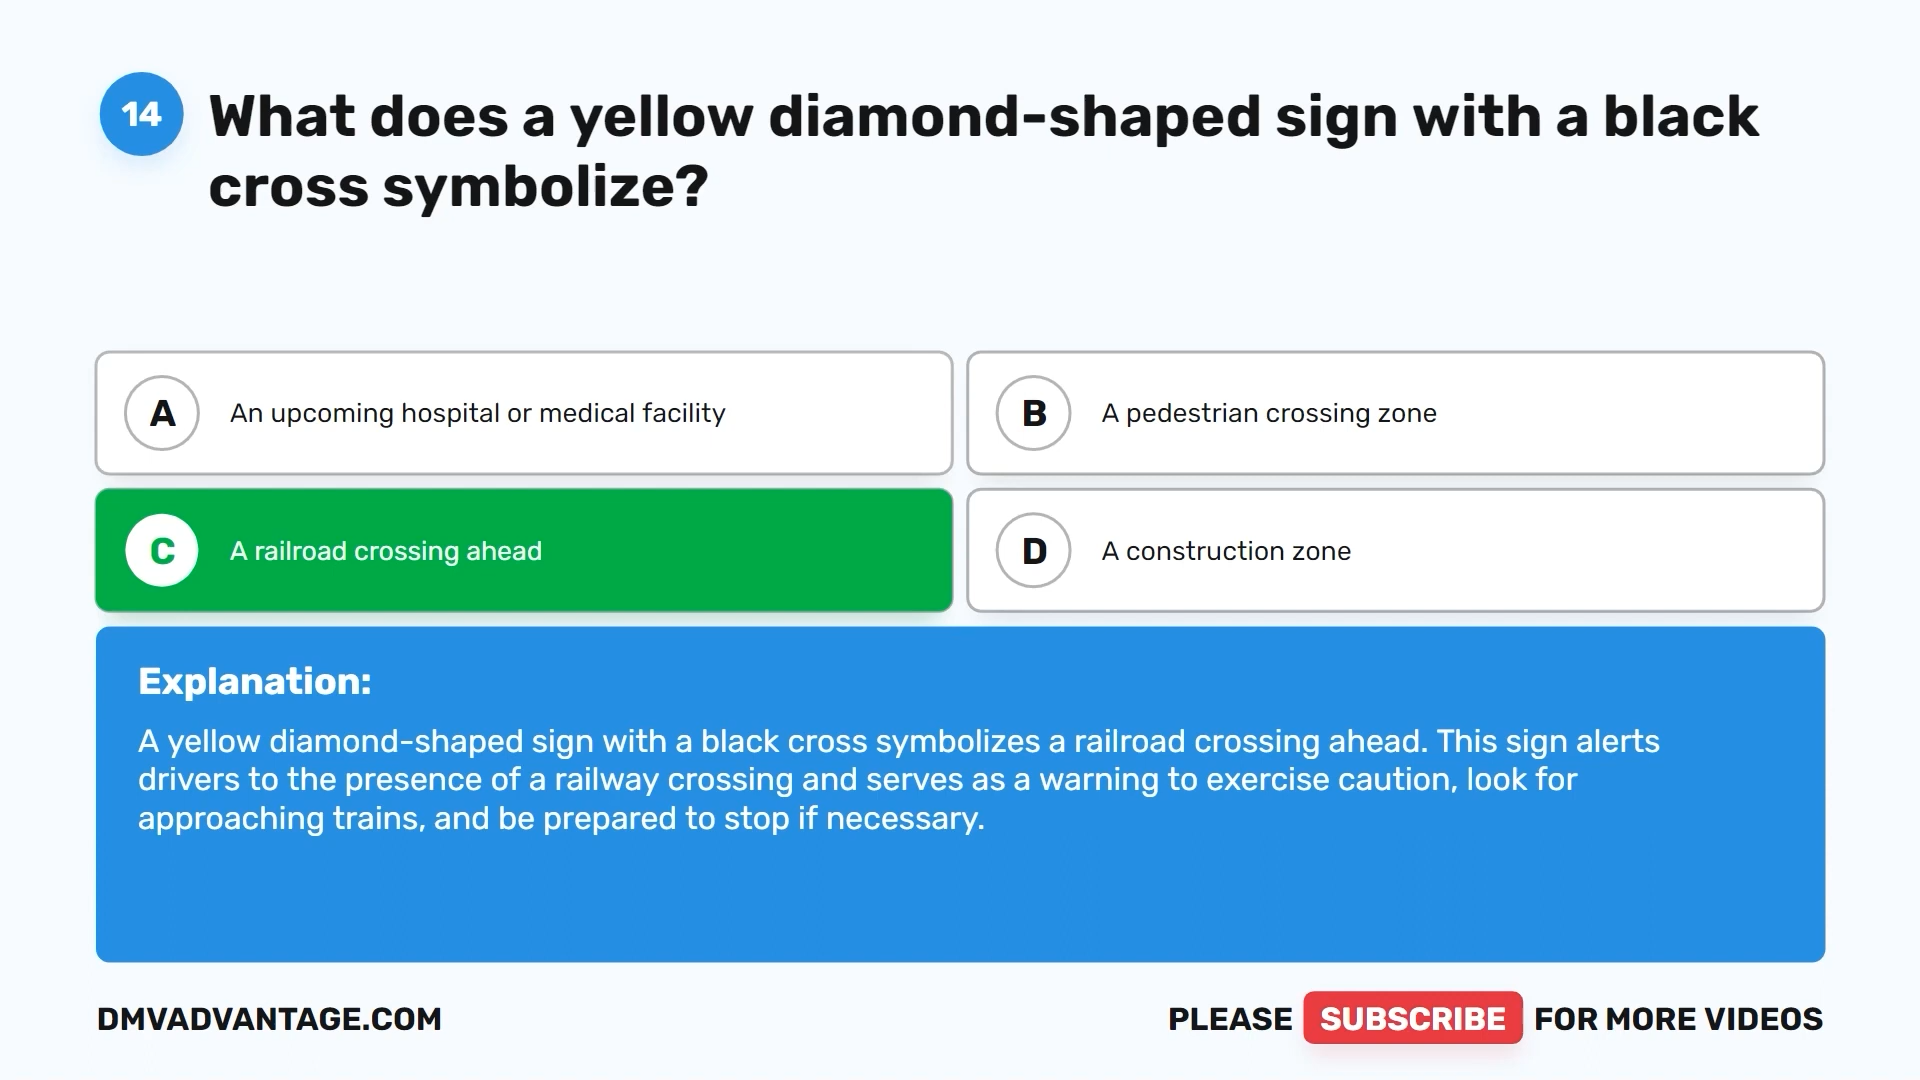 14
What does a yellow diamond-shaped sign with a black
cross symbolize?
A
An upcoming hospital or medical facility
B
A pedestrian crossing zone
C
A railroad crossing ahead
D
A construction zone
Explanation:
A yellow diamond-shaped sign with a black cross symbolizes a railroad crossing ahead. This sign alerts
drivers to the presence of a railway crossing and serves as a warning to exercise caution, look for
approaching trains, and be prepared to stop if necessary.
DMVADVANTAGE.COM
PLEASE SUBSCRIBE FOR MORE VIDEOS